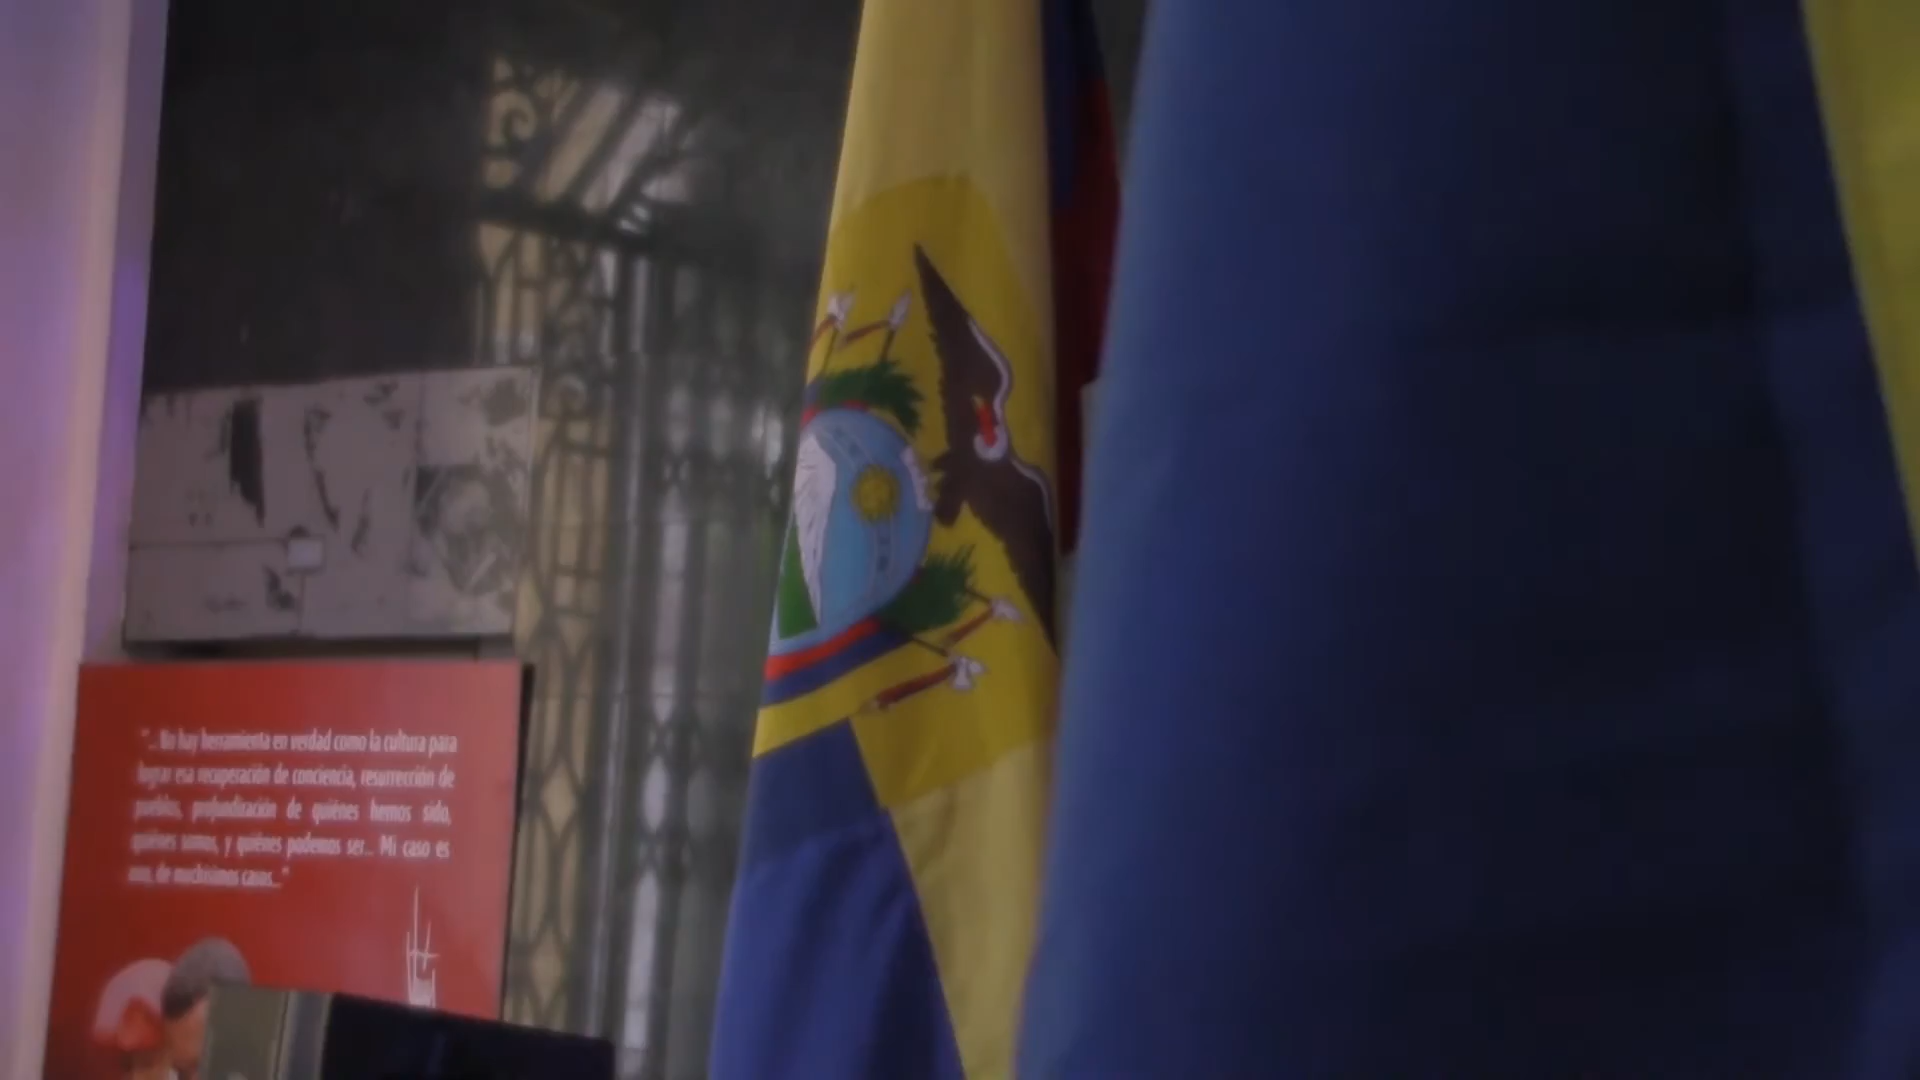 "... No hay herramienta en verdad como la cultura para
lograr esa recuperación de conciencia, resurrección de
pueblos, profundización de quiénes hemos sido,
quiénes somos, y quiénes podemos ser... Mi caso es
uno, de muchísimos casos..."